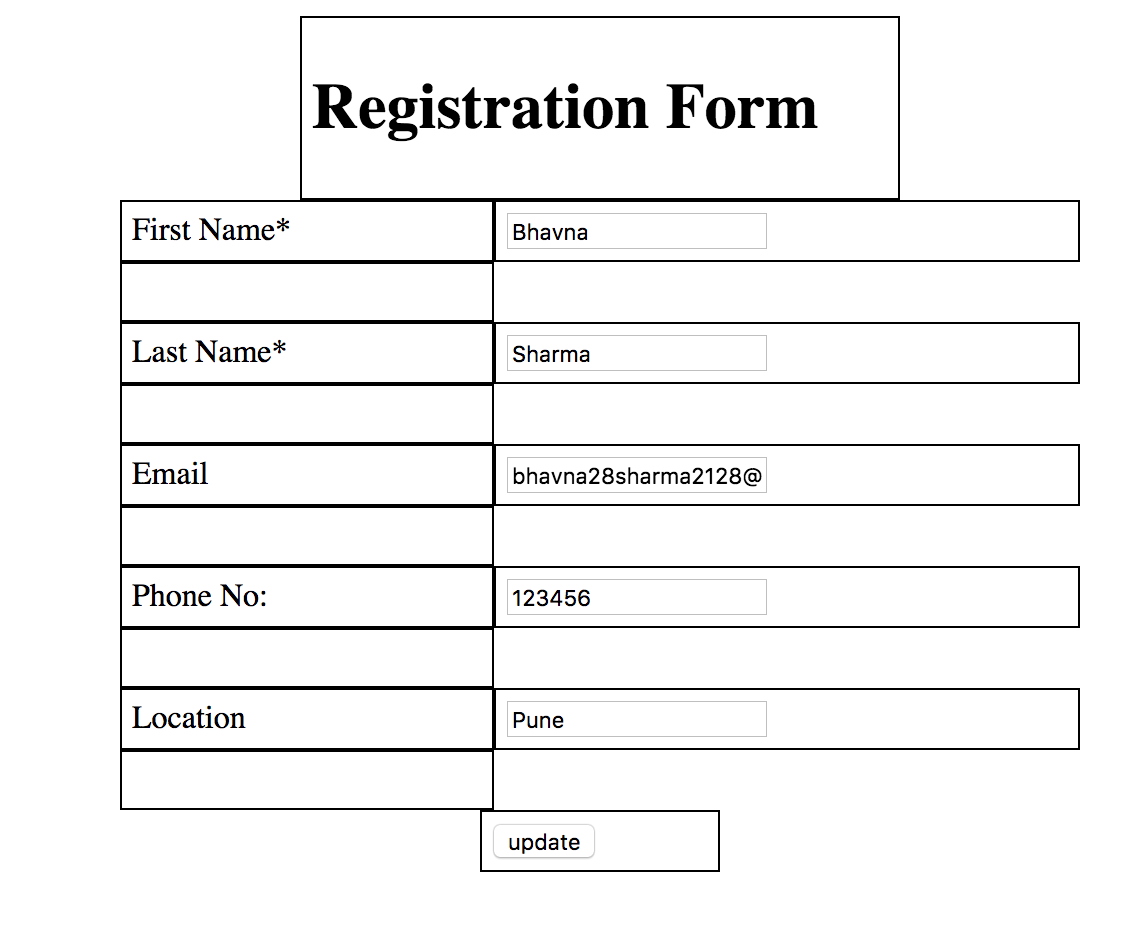 Registration Form
First Name* Bhavna
Last Name* Sharma
Email bhavna28sharma2128@
Phone No: 123456
Location Pune
update